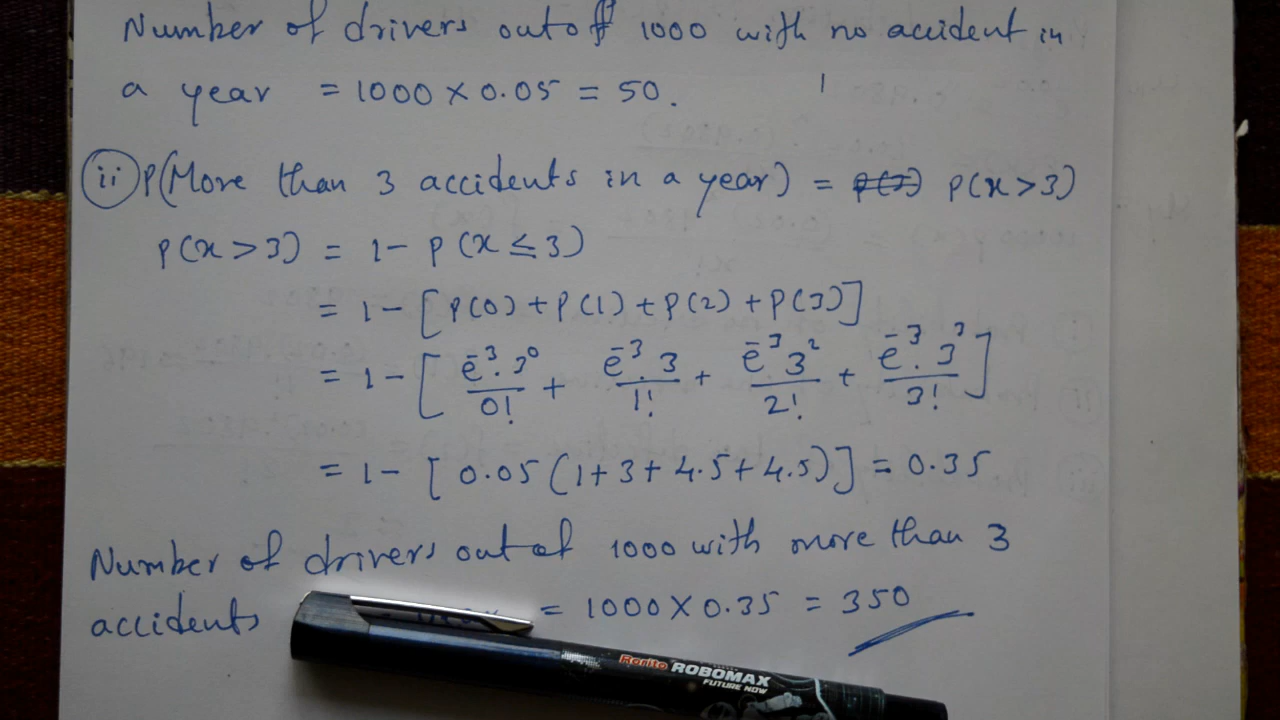 Number of drivers out off 1000 with no accident in
a year = 1000 × 0.05 = 50.
(ii) P(More than 3 accidents in a year) = P(x>3)
P(x>3) = 1- P(x≤3)
= 1-[P(0)+P(1)+P(2)+P(3)]
= 1-[e⁻³.3⁰/0! + e⁻³.3/1! + e⁻³3²/2! + e⁻³.3³/3!]
= 1-[0.05(1+3+4.5+4.5)] = 0.35
Number of drivers out of 1000 with more than 3
accidents = 1000×0.35 = 350
Rorito ROBOMAX
FUTURE NOW